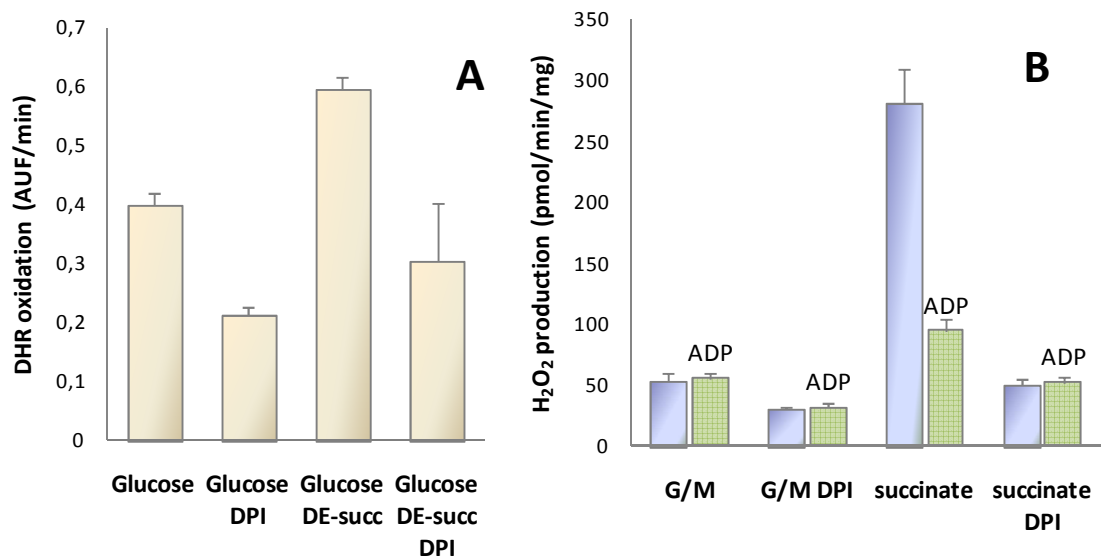 A
DHR oxidation (AUF/min)
0,7
0,6
0,5
0,4
0,3
0,2
0,1
0
Glucose
Glucose
DPI
Glucose
DE-succ
Glucose
DE-succ
DPI
B
H₂O₂ production (pmol/min/mg)
350
300
250
200
150
100
50
0
ADP
ADP
ADP
ADP
G/M
G/M DPI
succinate
succinate
DPI